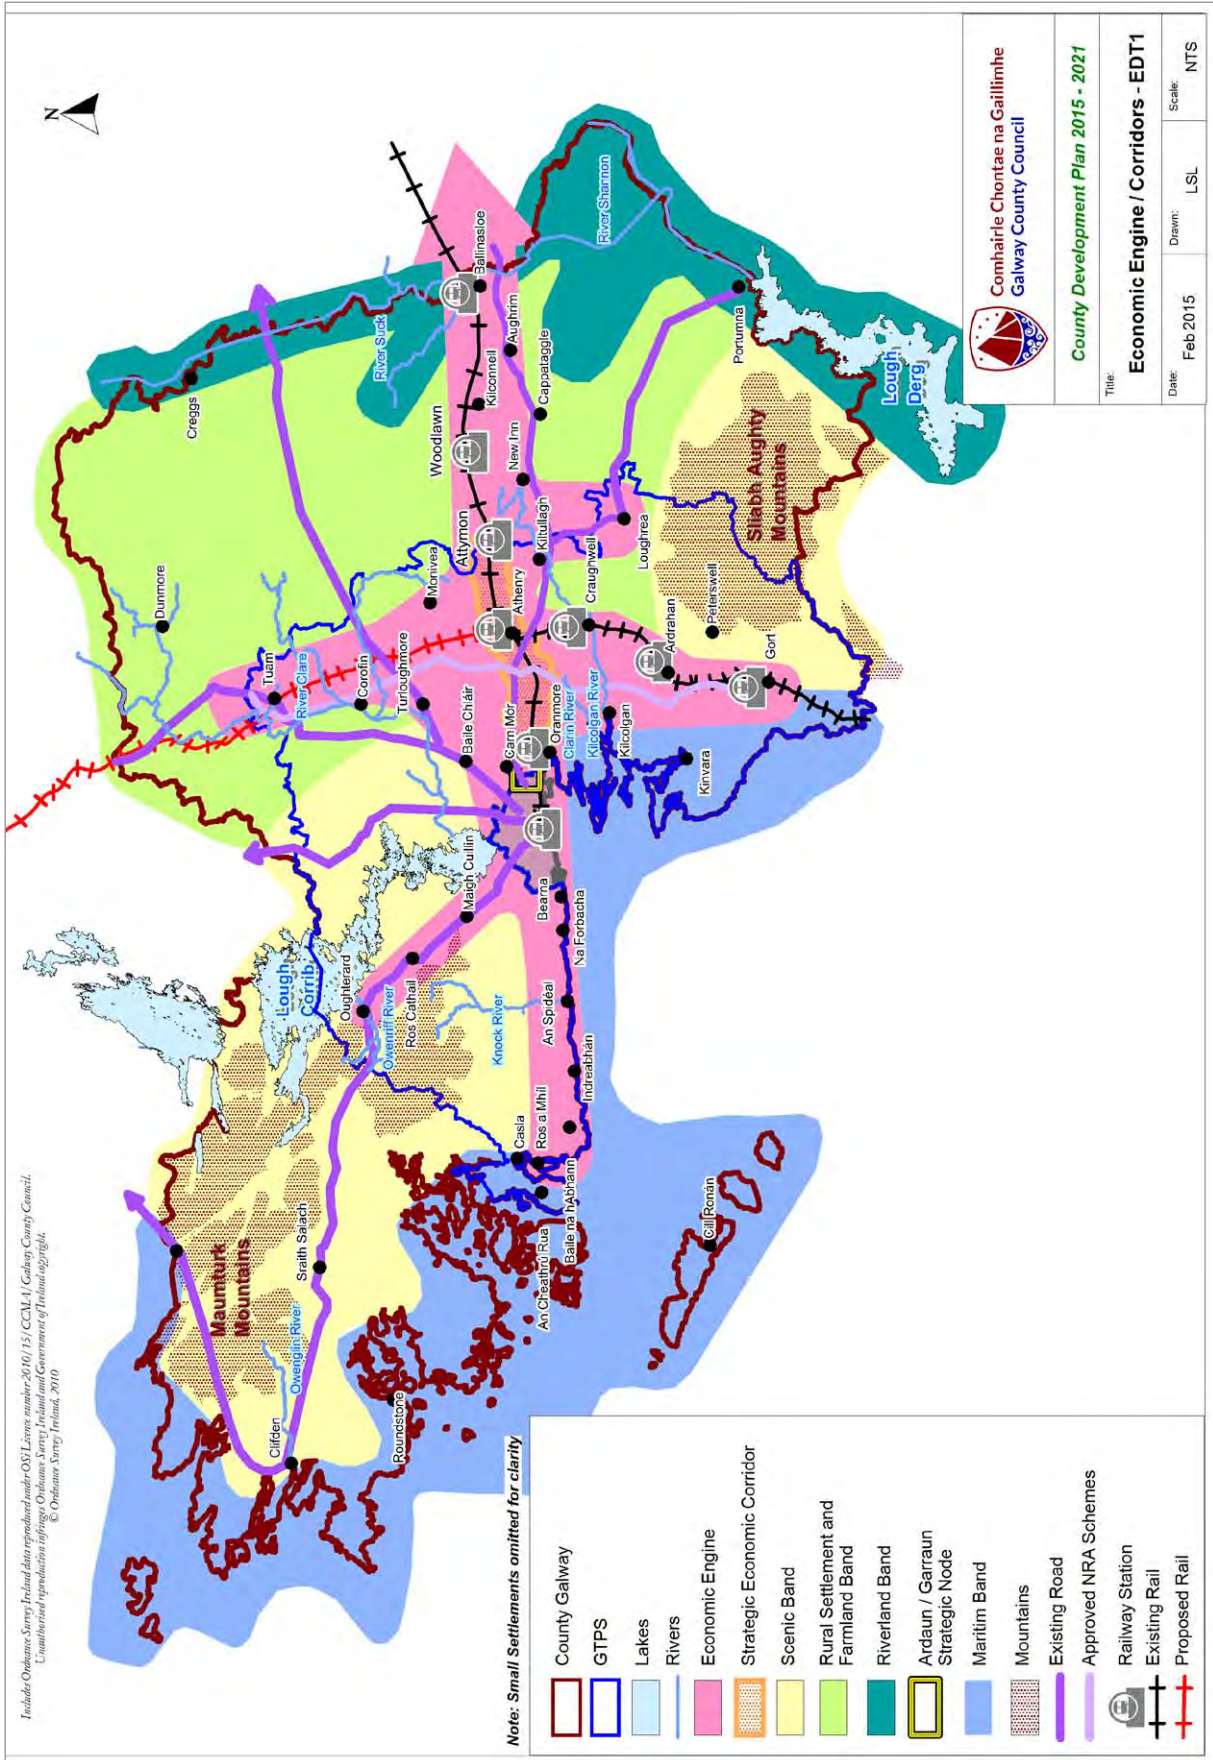 Includes Ordnance Survey Ireland data reproduced under OSi Licence number 2010/15/CCMA/ Galway County Council.
Unauthorised reproduction infringes Ordnance Survey Ireland and Government of Ireland copyright.
© Ordnance Survey Ireland, 2010
N
Creggs
River Suck
Ballinasloe
River Shannon
Dunmore
Woodlawn
Kilconnell
Aughrim
Cappataggle
New Inn
Portumna
Lough
Derg
Attymon
Monivea
Kiltullagh
Loughrea
Sliabh Aughty
Mountains
Tuam
River Clare
Corofin
Turloughmore
Athenry
Craughwell
Ardrahan
Peterswell
Gort
Baile Chláir
Carn Mór
Oranmore
Clarin River
Kilcolgan River
Kilcolgan
Kinvara
Lough
Corrib
Maigh Cuilinn
Bearna
Na Forbacha
Oughterard
Owenriff River
Ros Cathail
Knock River
An Spidéal
Indreabhán
Casla
Ros a Mhíl
Baile na hAbhann
An Cheathrú Rua
Cill Rónán
Maumturk
Mountains
Sraith Salach
Owenglin River
Clifden
Roundstone
Note: Small Settlements omitted for clarity
County Galway
GTPS
Lakes
Rivers
Economic Engine
Strategic Economic Corridor
Scenic Band
Rural Settlement and
Farmland Band
Riverland Band
Ardaun / Garraun
Strategic Node
Maritim Band
Mountains
Existing Road
Approved NRA Schemes
Railway Station
Existing Rail
Proposed Rail
Comhairle Chontae na Gaillimhe
Galway County Council
County Development Plan 2015 - 2021
Title:
Economic Engine / Corridors - EDT1
Date:
Feb 2015
Drawn:
LSL
Scale:
NTS